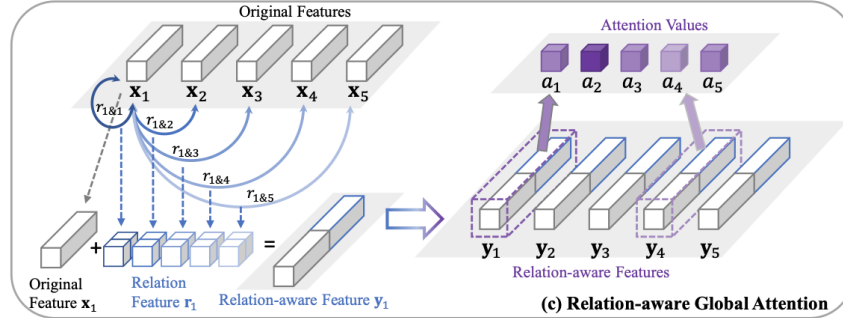 Original Features
Attention Values
x₁ x₂ x₃ x₄ x₅
a₁ a₂ a₃ a₄ a₅
r₁&₁
r₁&₂
r₁&₃
r₁&₄
r₁&₅
+
=
y₁ y₂ y₃ y₄ y₅
Original
Feature x₁
Relation
Feature r₁
Relation-aware Feature y₁
Relation-aware Features
(c) Relation-aware Global Attention